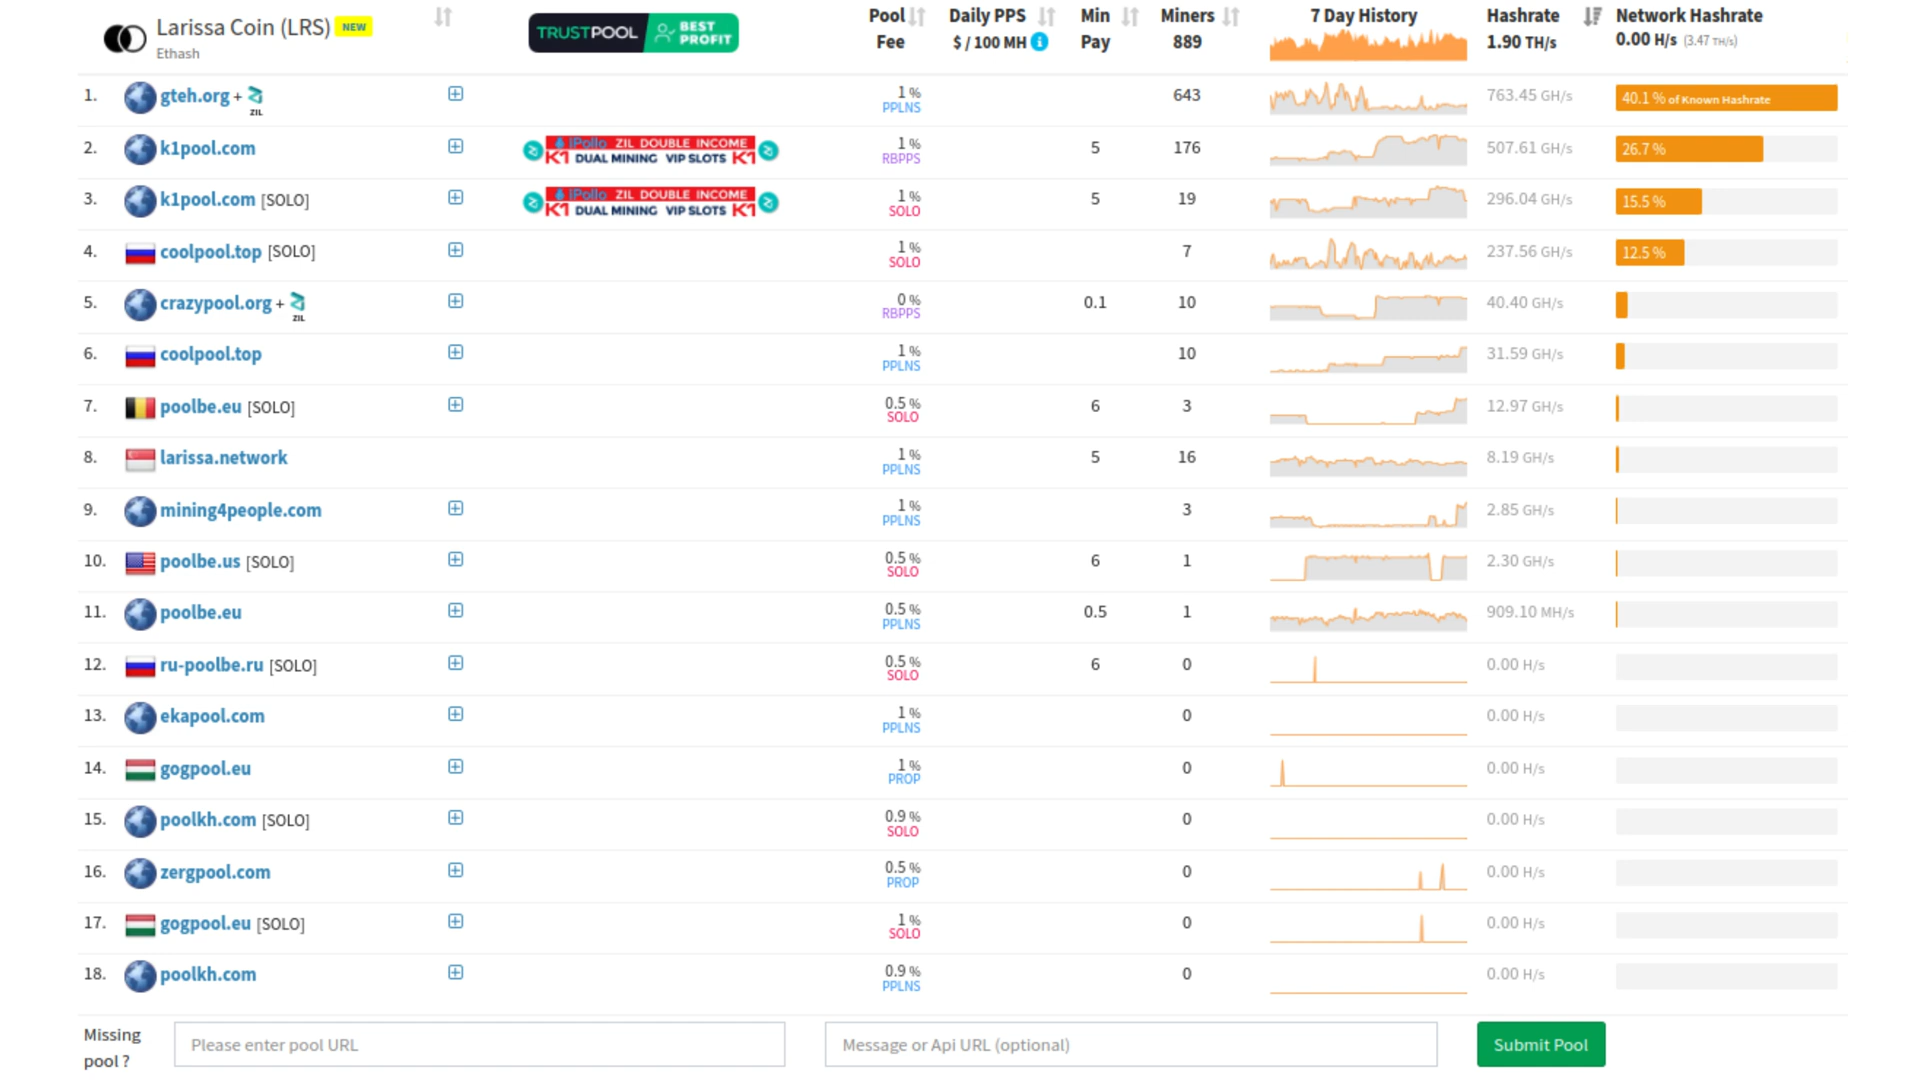 Larissa Coin (LRS) NEW
Ethash
TRUSTPOOL BEST PROFIT
Pool Fee
Daily PPS $ / 100 MH i
Min Pay
Miners 889
7 Day History
Hashrate 1.90 TH/s
Network Hashrate 0.00 H/s (3.47 TH/s)
1. gteh.org + ZIL 1 % PPLNS 643 763.45 GH/s 40.1 % of Known Hashrate
2. k1pool.com iPollo ZIL DOUBLE INCOME K1 DUAL MINING VIP SLOTS K1 1 % RBPPS 5 176 507.61 GH/s 26.7 %
3. k1pool.com [SOLO] iPollo ZIL DOUBLE INCOME K1 DUAL MINING VIP SLOTS K1 1 % SOLO 5 19 296.04 GH/s 15.5 %
4. coolpool.top [SOLO] 1 % SOLO 7 237.56 GH/s 12.5 %
5. crazypool.org + ZIL 0 % RBPPS 0.1 10 40.40 GH/s
6. coolpool.top 1 % PPLNS 10 31.59 GH/s
7. poolbe.eu [SOLO] 0.5 % SOLO 6 3 12.97 GH/s
8. larissa.network 1 % PPLNS 5 16 8.19 GH/s
9. mining4people.com 1 % PPLNS 3 2.85 GH/s
10. poolbe.us [SOLO] 0.5 % SOLO 6 1 2.30 GH/s
11. poolbe.eu 0.5 % PPLNS 0.5 1 909.10 MH/s
12. ru-poolbe.ru [SOLO] 0.5 % SOLO 6 0 0.00 H/s
13. ekapool.com 1 % PPLNS 0 0.00 H/s
14. gogpool.eu 1 % PROP 0 0.00 H/s
15. poolkh.com [SOLO] 0.9 % SOLO 0 0.00 H/s
16. zergpool.com 0.5 % PROP 0 0.00 H/s
17. gogpool.eu [SOLO] 1 % SOLO 0 0.00 H/s
18. poolkh.com 0.9 % PPLNS 0 0.00 H/s
Missing pool ? Please enter pool URL Message or Api URL (optional) Submit Pool